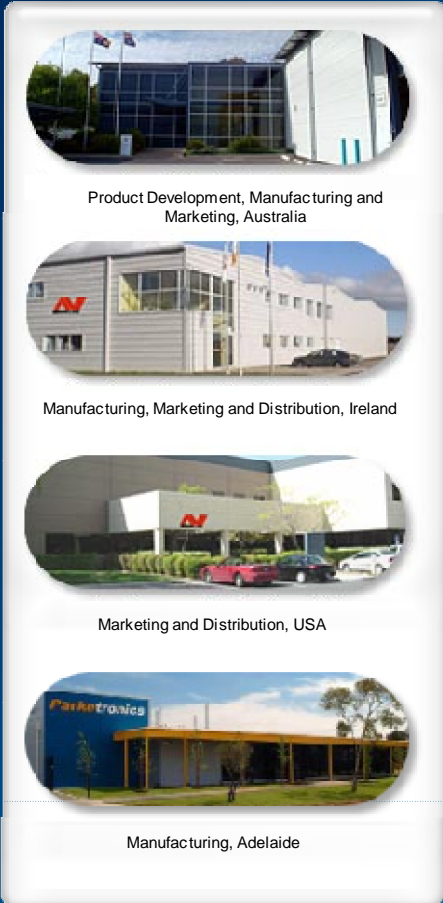 Product Development, Manufacturing and
Marketing, Australia
Manufacturing, Marketing and Distribution, Ireland
Marketing and Distribution, USA
Parketronics
Manufacturing, Adelaide